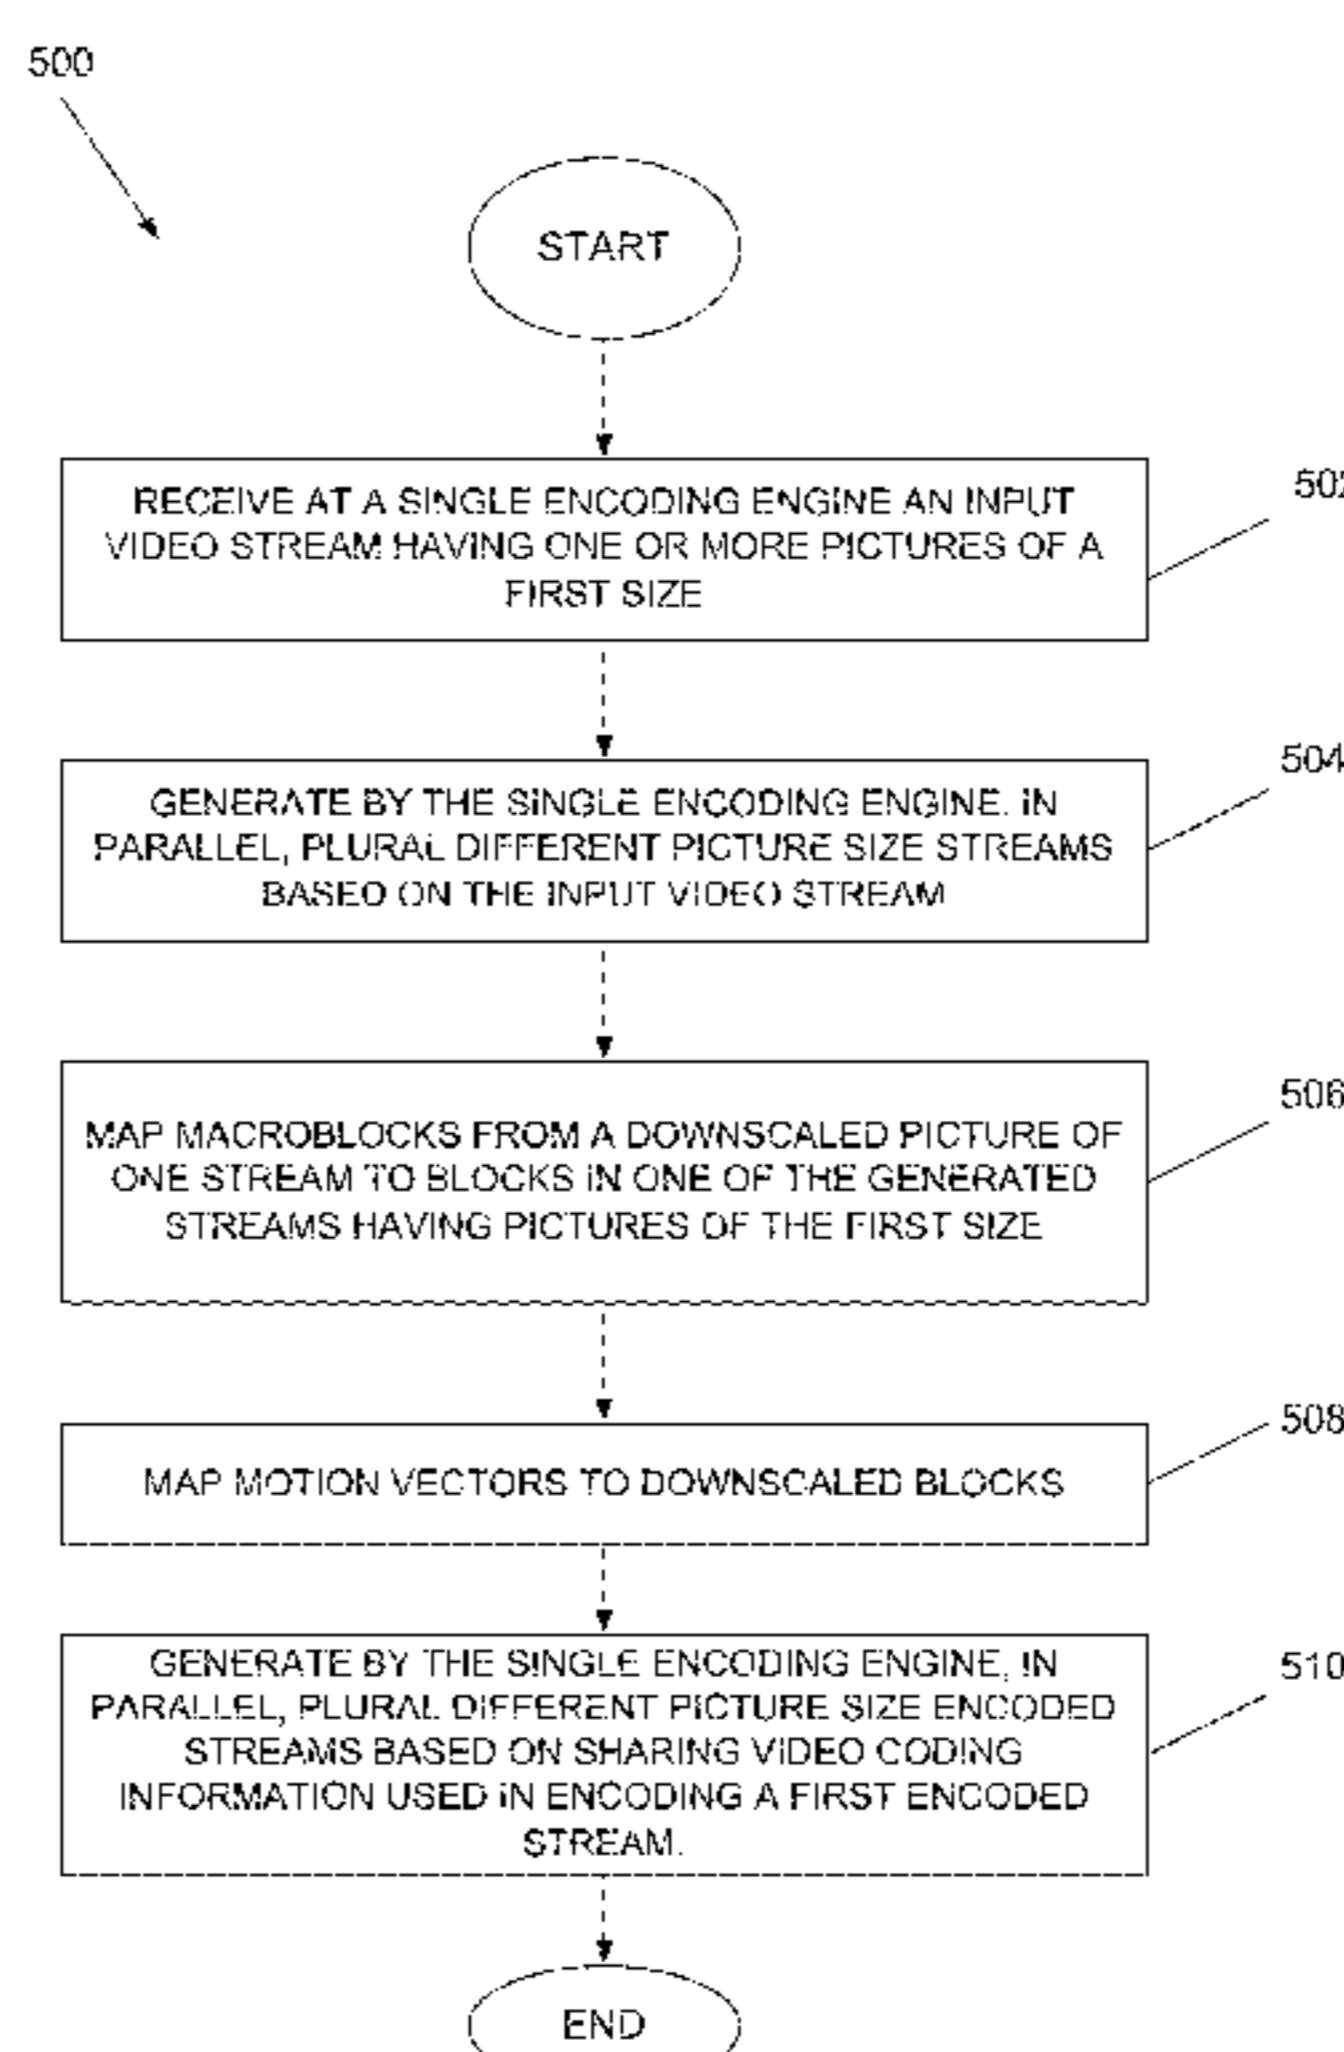 500
START
RECEIVE AT A SINGLE ENCODING ENGINE AN INPUT
VIDEO STREAM HAVING ONE OR MORE PICTURES OF A
FIRST SIZE
502
GENERATE BY THE SINGLE ENCODING ENGINE, IN
PARALLEL, PLURAL DIFFERENT PICTURE SIZE STREAMS
BASED ON THE INPUT VIDEO STREAM
504
MAP MACROBLOCKS FROM A DOWNSCALED PICTURE OF
ONE STREAM TO BLOCKS IN ONE OF THE GENERATED
STREAMS HAVING PICTURES OF THE FIRST SIZE
506
MAP MOTION VECTORS TO DOWNSCALED BLOCKS
508
GENERATE BY THE SINGLE ENCODING ENGINE, IN
PARALLEL, PLURAL DIFFERENT PICTURE SIZE ENCODED
STREAMS BASED ON SHARING VIDEO CODING
INFORMATION USED IN ENCODING A FIRST ENCODED
STREAM.
510
END